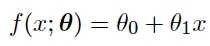 f(x; θ) = θ₀ + θ₁x